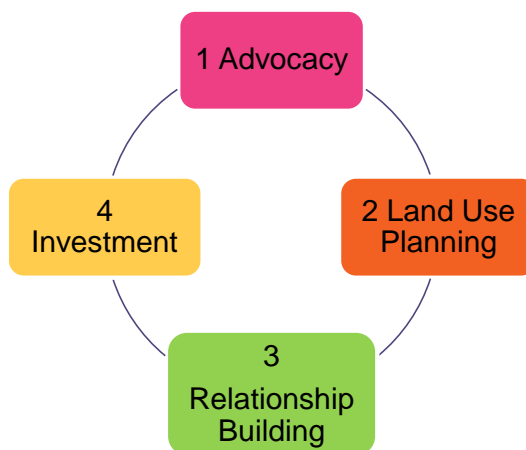 1 Advocacy
2 Land Use
Planning
3
Relationship
Building
4
Investment